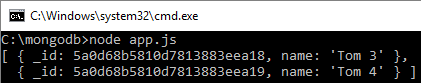 C:\Windows\system32\cmd.exe
C:\mongodb>node app.js
[ { _id: 5a0d68b5810d7813883eea18, name: 'Tom 3' },
  { _id: 5a0d68b5810d7813883eea19, name: 'Tom 4' } ]